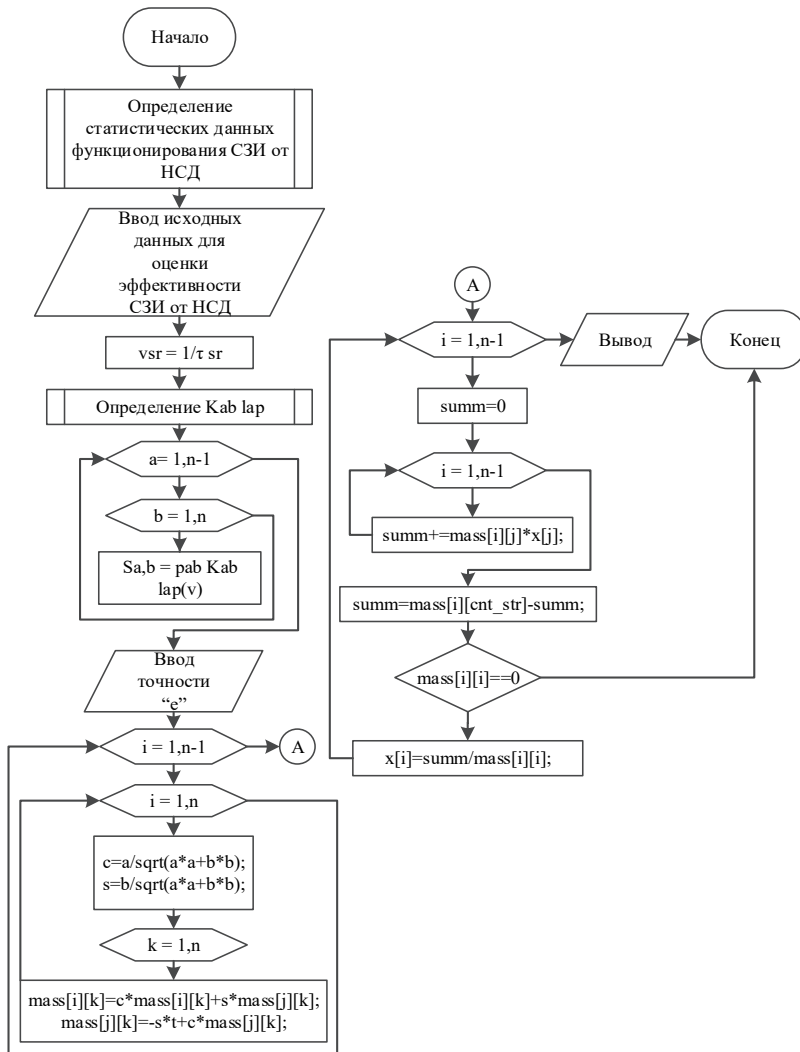 Начало
Определение
статистических данных
функционирования СЗИ от
НСД
Ввод исходных
данных для
оценки
эффективности
СЗИ от НСД
vsr = 1/τ sr
Определение Kab lap
a= 1,n-1
b = 1,n
Sa,b = pab Kab
lap(v)
Ввод
точности
“e”
i = 1,n-1
A
i = 1,n
c=a/sqrt(a*a+b*b);
s=b/sqrt(a*a+b*b);
k = 1,n
mass[i][k]=c*mass[i][k]+s*mass[j][k];
mass[j][k]=-s*t+c*mass[j][k];
A
i = 1,n-1
Вывод
Конец
summ=0
i = 1,n-1
summ+=mass[i][j]*x[j];
summ=mass[i][cnt_str]-summ;
mass[i][i]==0
x[i]=summ/mass[i][i];